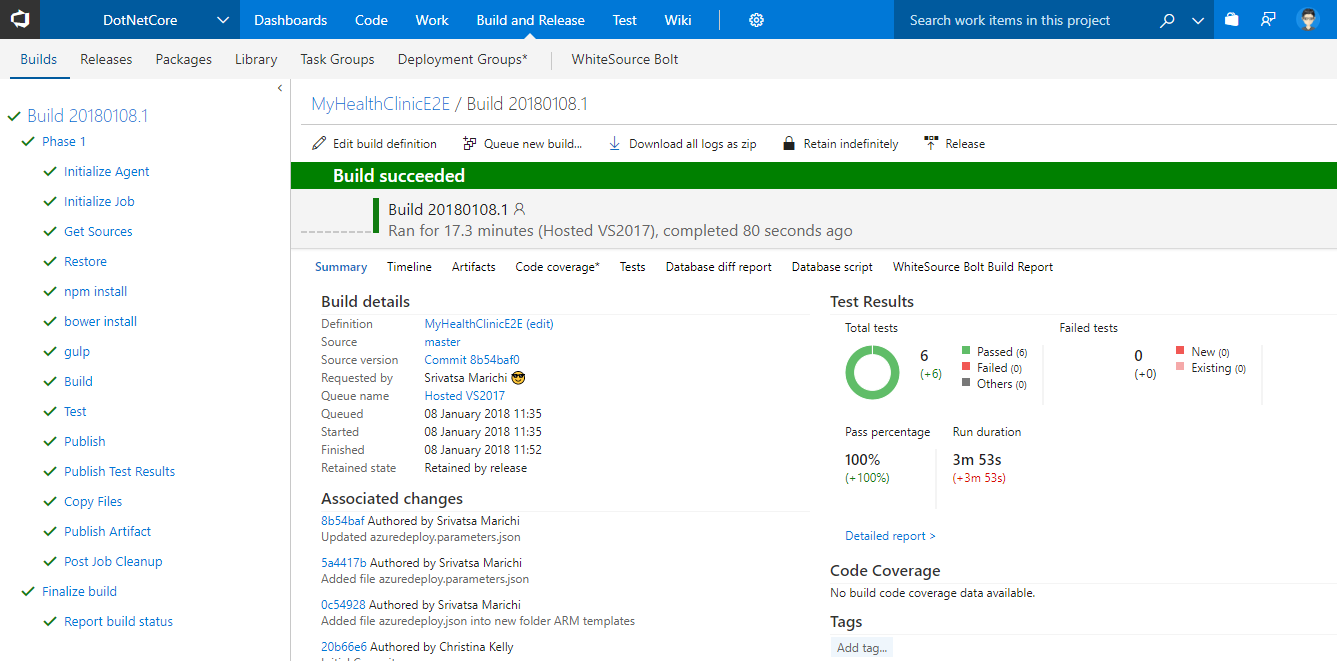 DotNetCore
Dashboards Code Work Build and Release Test Wiki
Search work items in this project
Builds Releases Packages Library Task Groups Deployment Groups* WhiteSource Bolt
Build 20180108.1
Phase 1
Initialize Agent
Initialize Job
Get Sources
Restore
npm install
bower install
gulp
Build
Test
Publish
Publish Test Results
Copy Files
Publish Artifact
Post Job Cleanup
Finalize build
Report build status
MyHealthClinicE2E / Build 20180108.1
Edit build definition Queue new build... Download all logs as zip Retain indefinitely Release
Build succeeded
Build 20180108.1
Ran for 17.3 minutes (Hosted VS2017), completed 80 seconds ago
Summary Timeline Artifacts Code coverage* Tests Database diff report Database script WhiteSource Bolt Build Report
Build details
Definition MyHealthClinicE2E (edit)
Source master
Source version Commit 8b54baf0
Requested by Srivatsa Marichi 😎
Queue name Hosted VS2017
Queued 08 January 2018 11:35
Started 08 January 2018 11:35
Finished 08 January 2018 11:52
Retained state Retained by release
Associated changes
8b54baf Authored by Srivatsa Marichi
Updated azuredeploy.parameters.json
5a4417b Authored by Srivatsa Marichi
Added file azuredeploy.parameters.json
0c54928 Authored by Srivatsa Marichi
Added file azuredeploy.json into new folder ARM templates
20b66e6 Authored by Christina Kelly
Test Results
Total tests
6
(+6)
Passed (6)
Failed (0)
Others (0)
Failed tests
0
(+0)
New (0)
Existing (0)
Pass percentage
100%
(+100%)
Run duration
3m 53s
(+3m 53s)
Detailed report >
Code Coverage
No build code coverage data available.
Tags
Add tag...